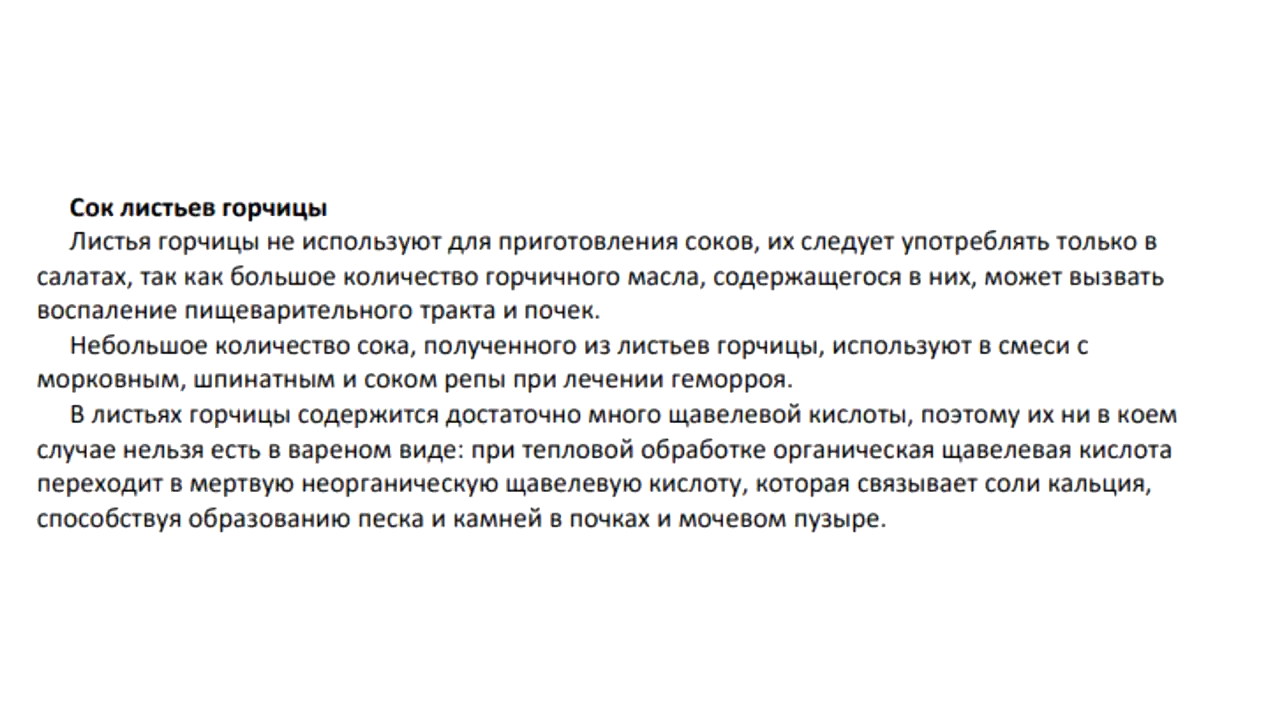 Сок листьев горчицы
Листья горчицы не используют для приготовления соков, их следует употреблять только в
салатах, так как большое количество горчичного масла, содержащегося в них, может вызвать
воспаление пищеварительного тракта и почек.
Небольшое количество сока, полученного из листьев горчицы, используют в смеси с
морковным, шпинатным и соком репы при лечении геморроя.
В листьях горчицы содержится достаточно много щавелевой кислоты, поэтому их ни в коем
случае нельзя есть в вареном виде: при тепловой обработке органическая щавелевая кислота
переходит в мертвую неорганическую щавелевую кислоту, которая связывает соли кальция,
способствуя образованию песка и камней в почках и мочевом пузыре.